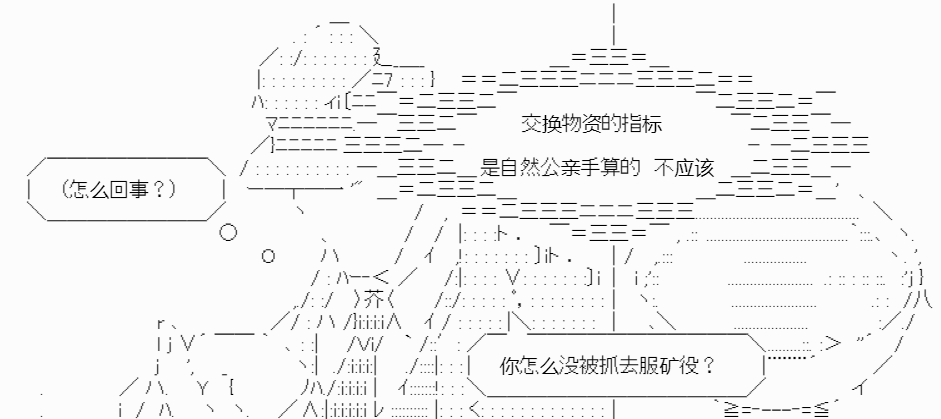 交换物资的指标
是自然公亲手算的 不应该
（怎么回事？）
你怎么没被抓去服矿役？